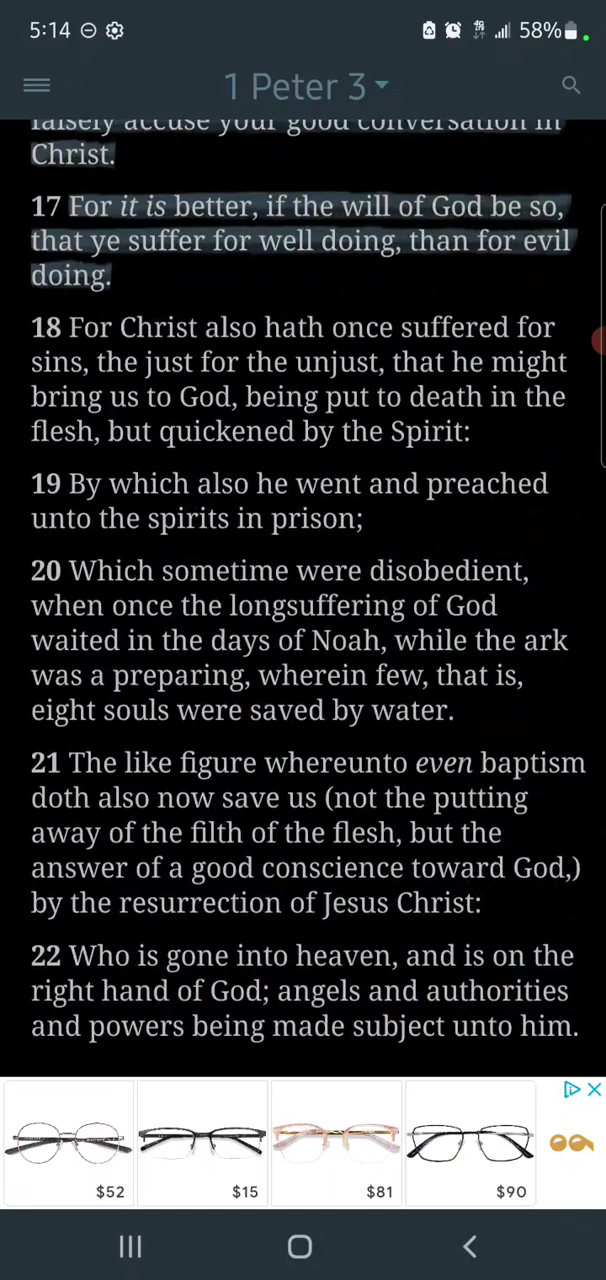 5:14
4G 58%
1 Peter 3
falsely accuse your good conversation in
Christ.
17 For it is better, if the will of God be so,
that ye suffer for well doing, than for evil
doing.
18 For Christ also hath once suffered for
sins, the just for the unjust, that he might
bring us to God, being put to death in the
flesh, but quickened by the Spirit:
19 By which also he went and preached
unto the spirits in prison;
20 Which sometime were disobedient,
when once the longsuffering of God
waited in the days of Noah, while the ark
was a preparing, wherein few, that is,
eight souls were saved by water.
21 The like figure whereunto even baptism
doth also now save us (not the putting
away of the filth of the flesh, but the
answer of a good conscience toward God,)
by the resurrection of Jesus Christ:
22 Who is gone into heaven, and is on the
right hand of God; angels and authorities
and powers being made subject unto him.
$52 $15 $81 $90